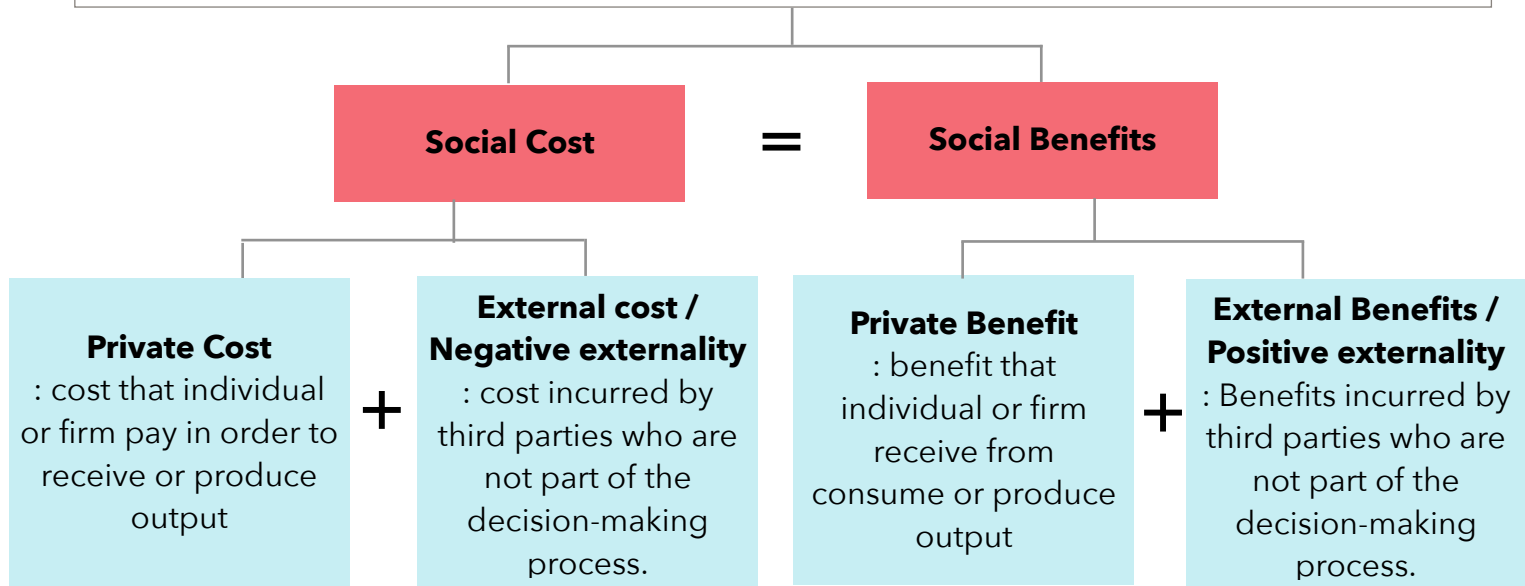 Social Cost
=
Social Benefits
Private Cost
: cost that individual
or firm pay in order to
receive or produce
output
+
External cost /
Negative externality
: cost incurred by
third parties who are
not part of the
decision-making
process.
Private Benefit
: benefit that
individual or firm
receive from
consume or produce
output
+
External Benefits /
Positive externality
: Benefits incurred by
third parties who are
not part of the
decision-making
process.